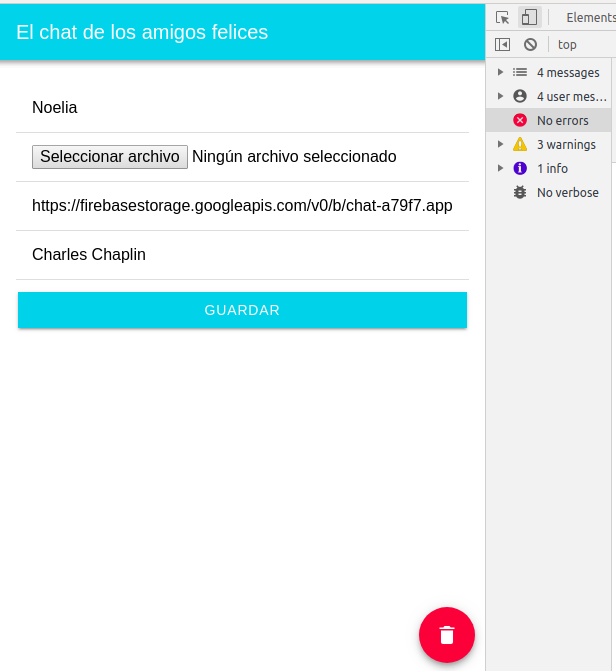 El chat de los amigos felices
Noelia
Seleccionar archivo Ningún archivo seleccionado
https://firebasestorage.googleapis.com/v0/b/chat-a79f7.app
Charles Chaplin
GUARDAR
Elements
top
4 messages
4 user mes...
No errors
3 warnings
1 info
No verbose